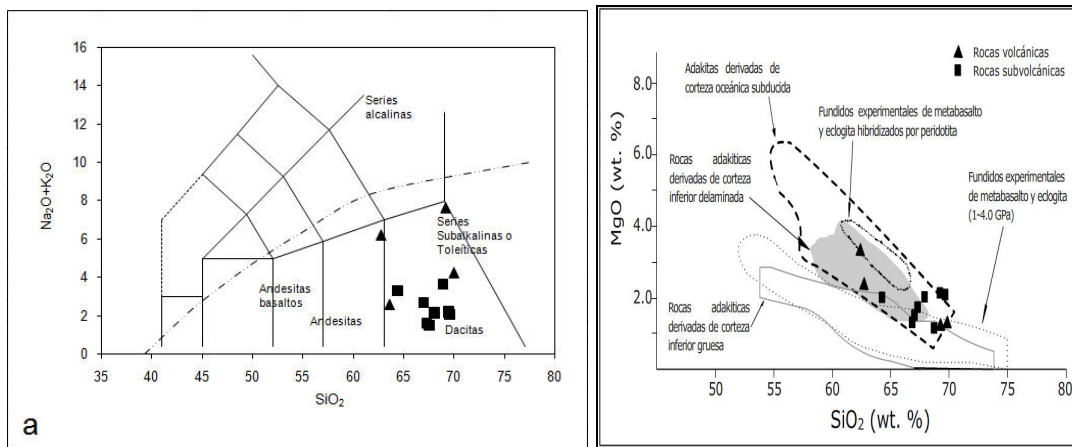 16
14
12
10
8
6
4
2
0
Na2O+K2O
Series
alcalinas
Series
Subalkalinas o
Toleíticas
Andesitas
basaltos
Andesitas
Dacitas
35 40 45 50 55 60 65 70 75 80
SiO2
a
Rocas volcánicas
Rocas subvolcánicas
8.0
6.0
4.0
2.0
MgO (wt. %)
Adakitas derivadas de
corteza oceánica subducida
Fundidos experimentales de metabasalto
y eclogita hibridizados por peridotita
Rocas adakíticas
derivadas de corteza
inferior delaminada
Fundidos experimentales
de metabasalto y eclogita
(1-4.0 GPa)
Rocas adakiticas
derivadas de corteza
inferior gruesa
50 55 60 65 70 75
SiO2 (wt. %)